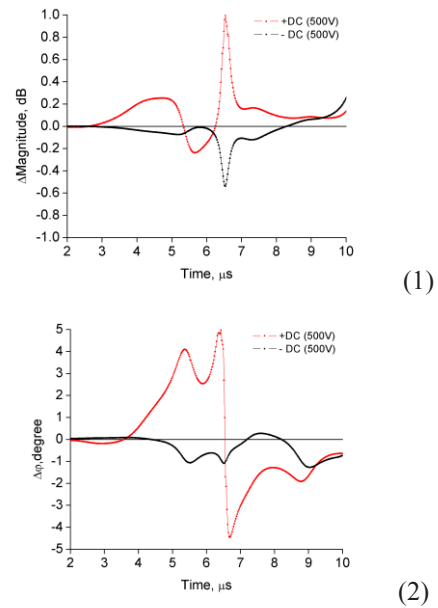 +DC (500V)
- DC (500V)
1.0
0.8
0.6
0.4
0.2
0.0
-0.2
-0.4
-0.6
-0.8
-1.0
ΔMagnitude, dB
2 3 4 5 6 7 8 9 10
Time, μs
(1)
+DC (500V)
- DC (500V)
5
4
3
2
1
0
-1
-2
-3
-4
-5
Δφ,degree
2 3 4 5 6 7 8 9 10
Time, μs
(2)